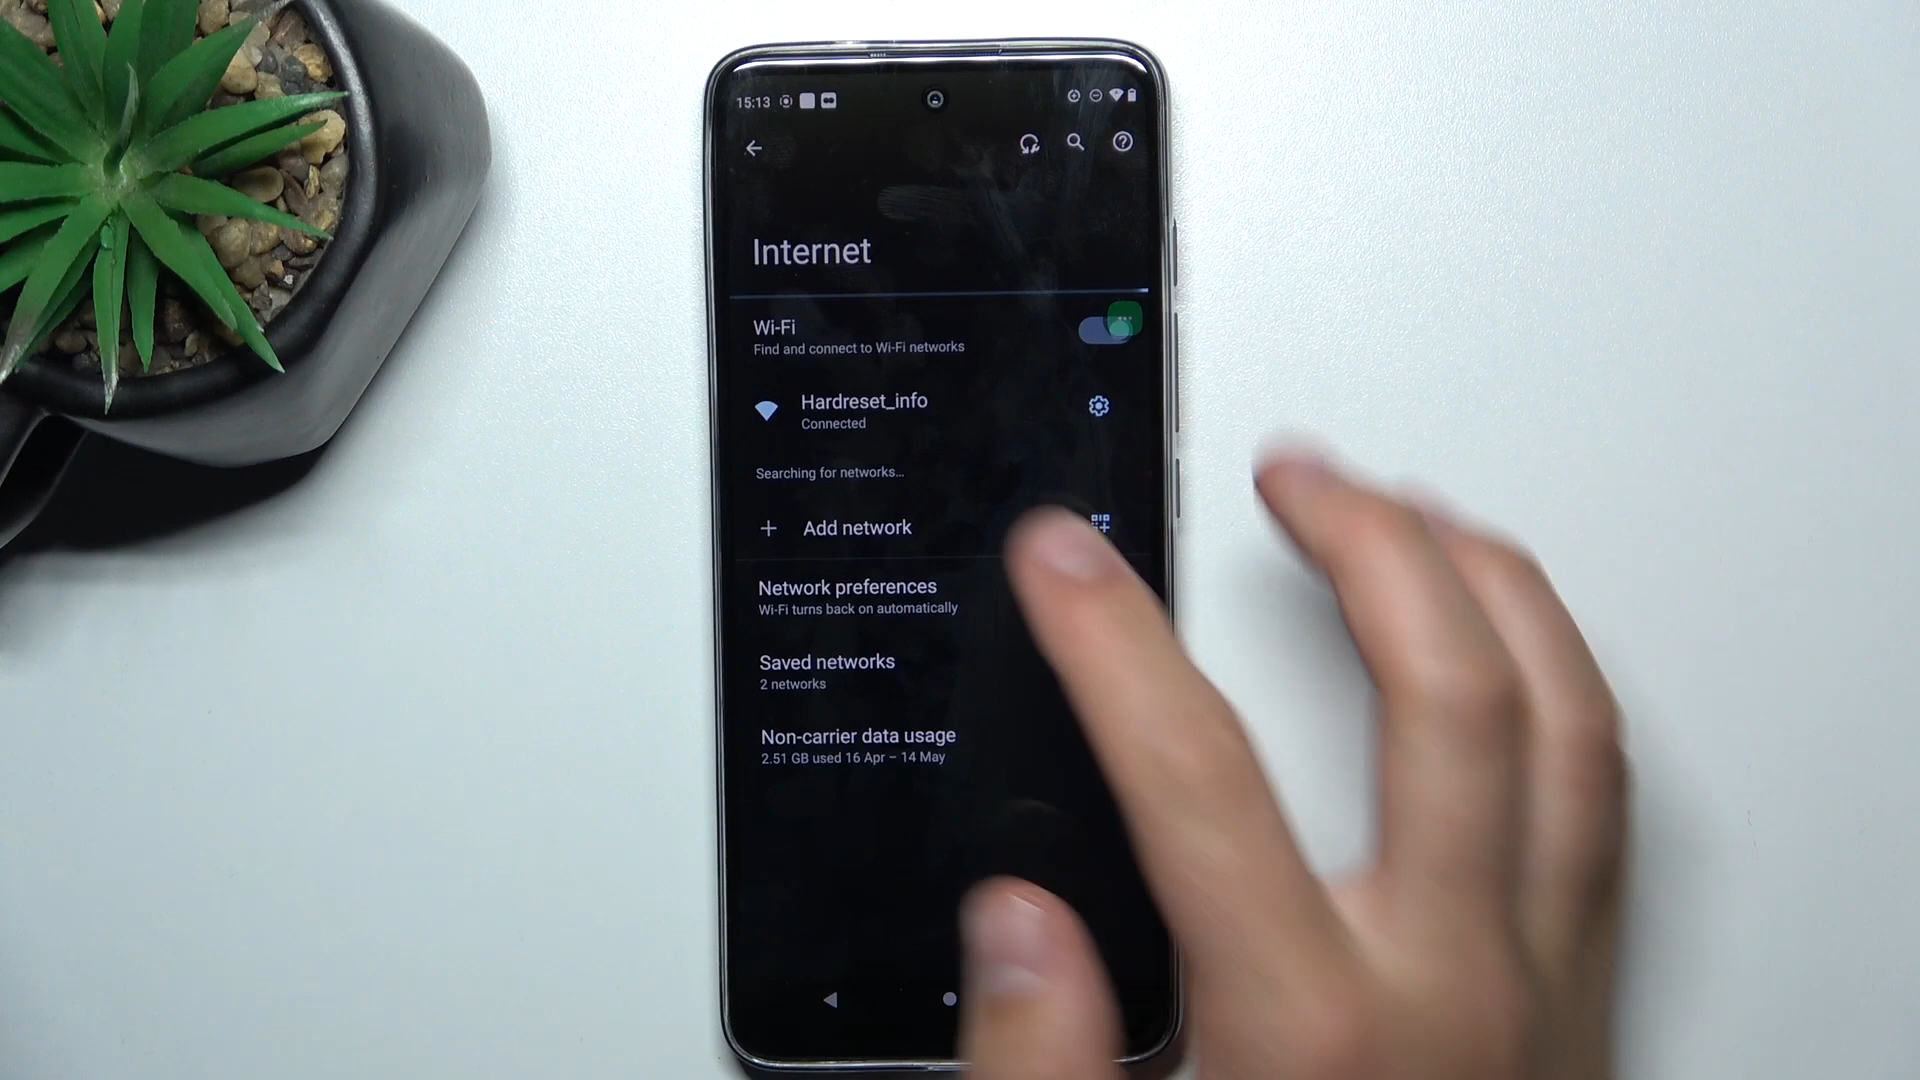 15:13
Internet
Wi-Fi
Find and connect to Wi-Fi networks
Hardreset_info
Connected
Searching for networks…
Add network
Network preferences
Wi-Fi turns back on automatically
Saved networks
2 networks
Non-carrier data usage
2.51 GB used 16 Apr – 14 May